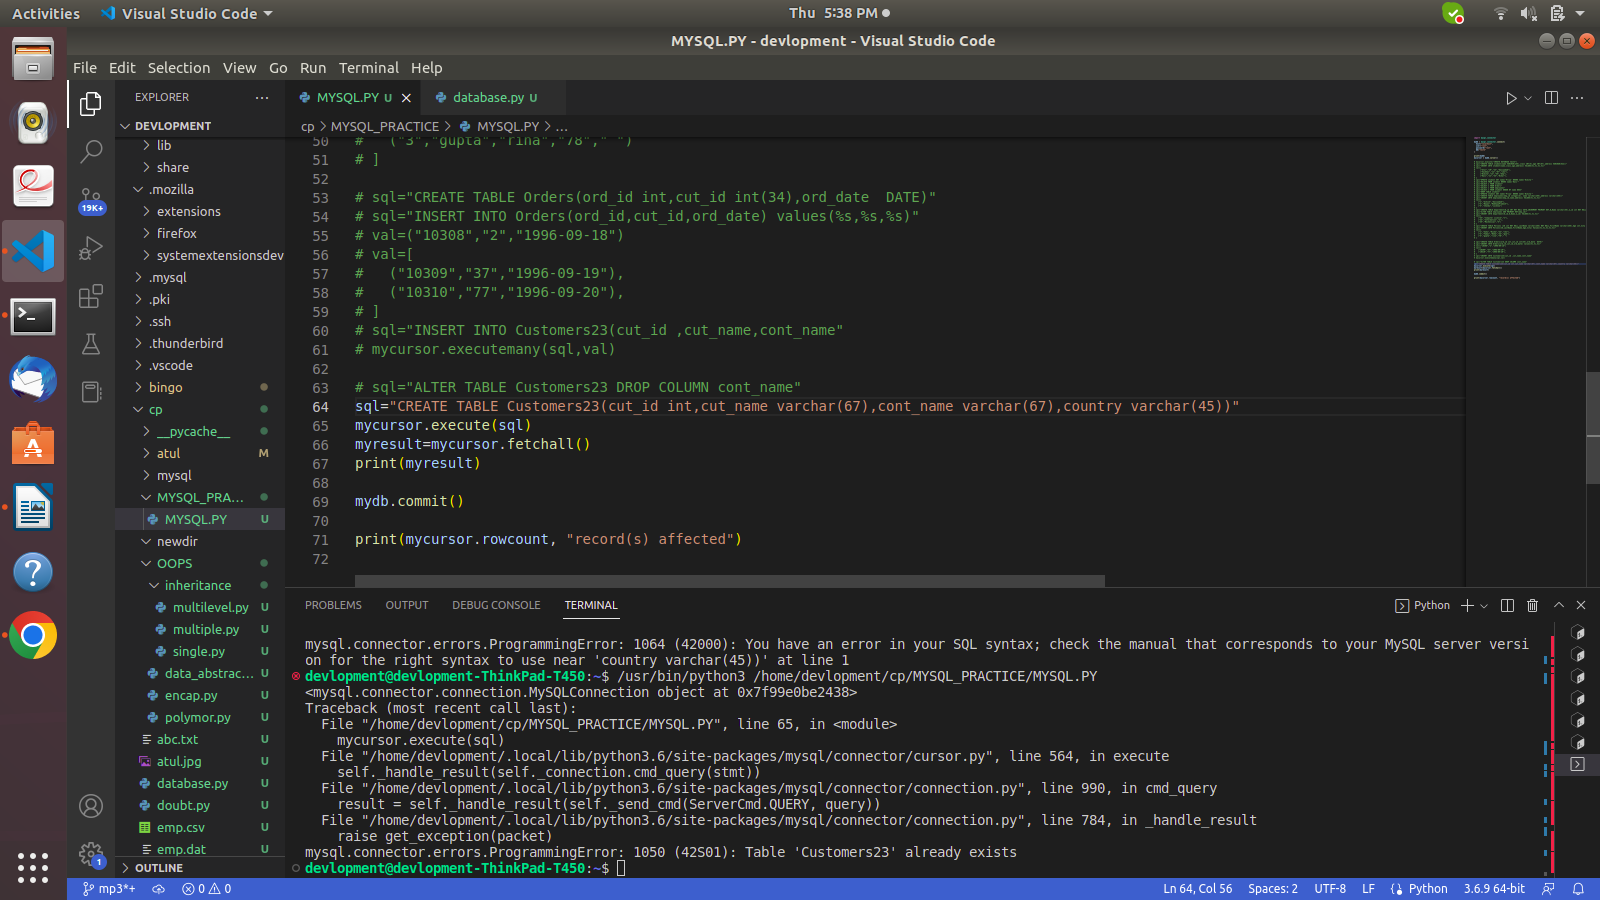 Activities
Visual Studio Code
Thu 5:38 PM
MYSQL.PY - devlopment - Visual Studio Code
File Edit Selection View Go Run Terminal Help
EXPLORER
DEVLOPMENT
lib
share
.mozilla
extensions
firefox
systemextensionsdev
.mysql
.pki
.ssh
.thunderbird
.vscode
bingo
cp
__pycache__
atul M
mysql
MYSQL_PRA...
MYSQL.PY U
newdir
OOPS
inheritance
multilevel.py U
multiple.py U
single.py U
data_abstrac... U
encap.py U
polymor.py U
abc.txt U
atul.jpg U
database.py U
doubt.py U
emp.csv U
emp.dat U
OUTLINE
19K+
1
MYSQL.PY U
database.py U
cp > MYSQL_PRACTICE > MYSQL.PY > ...
50 #   ("3","gupta","rina","78"," ")
51 # ]
52
53 # sql="CREATE TABLE Orders(ord_id int,cut_id int(34),ord_date  DATE)"
54 # sql="INSERT INTO Orders(ord_id,cut_id,ord_date) values(%s,%s,%s)"
55 # val=("10308","2","1996-09-18")
56 # val=[
57 #   ("10309","37","1996-09-19"),
58 #   ("10310","77","1996-09-20"),
59 # ]
60 # sql="INSERT INTO Customers23(cut_id ,cut_name,cont_name"
61 # mycursor.executemany(sql,val)
62
63 # sql="ALTER TABLE Customers23 DROP COLUMN cont_name"
64 sql="CREATE TABLE Customers23(cut_id int,cut_name varchar(67),cont_name varchar(67),country varchar(45))"
65 mycursor.execute(sql)
66 myresult=mycursor.fetchall()
67 print(myresult)
68
69 mydb.commit()
70
71 print(mycursor.rowcount, "record(s) affected")
72
PROBLEMS OUTPUT DEBUG CONSOLE TERMINAL
Python
mysql.connector.errors.ProgrammingError: 1064 (42000): You have an error in your SQL syntax; check the manual that corresponds to your MySQL server versi
on for the right syntax to use near 'country varchar(45))' at line 1
devlopment@devlopment-ThinkPad-T450:~$ /usr/bin/python3 /home/devlopment/cp/MYSQL_PRACTICE/MYSQL.PY
<mysql.connector.connection.MySQLConnection object at 0x7f99e0be2438>
Traceback (most recent call last):
  File "/home/devlopment/cp/MYSQL_PRACTICE/MYSQL.PY", line 65, in <module>
    mycursor.execute(sql)
  File "/home/devlopment/.local/lib/python3.6/site-packages/mysql/connector/cursor.py", line 564, in execute
    self._handle_result(self._connection.cmd_query(stmt))
  File "/home/devlopment/.local/lib/python3.6/site-packages/mysql/connector/connection.py", line 990, in cmd_query
    result = self._handle_result(self._send_cmd(ServerCmd.QUERY, query))
  File "/home/devlopment/.local/lib/python3.6/site-packages/mysql/connector/connection.py", line 784, in _handle_result
    raise get_exception(packet)
mysql.connector.errors.ProgrammingError: 1050 (42S01): Table 'Customers23' already exists
devlopment@devlopment-ThinkPad-T450:~$
mp3*+ 0 0 Ln 64, Col 56 Spaces: 2 UTF-8 LF Python 3.6.9 64-bit